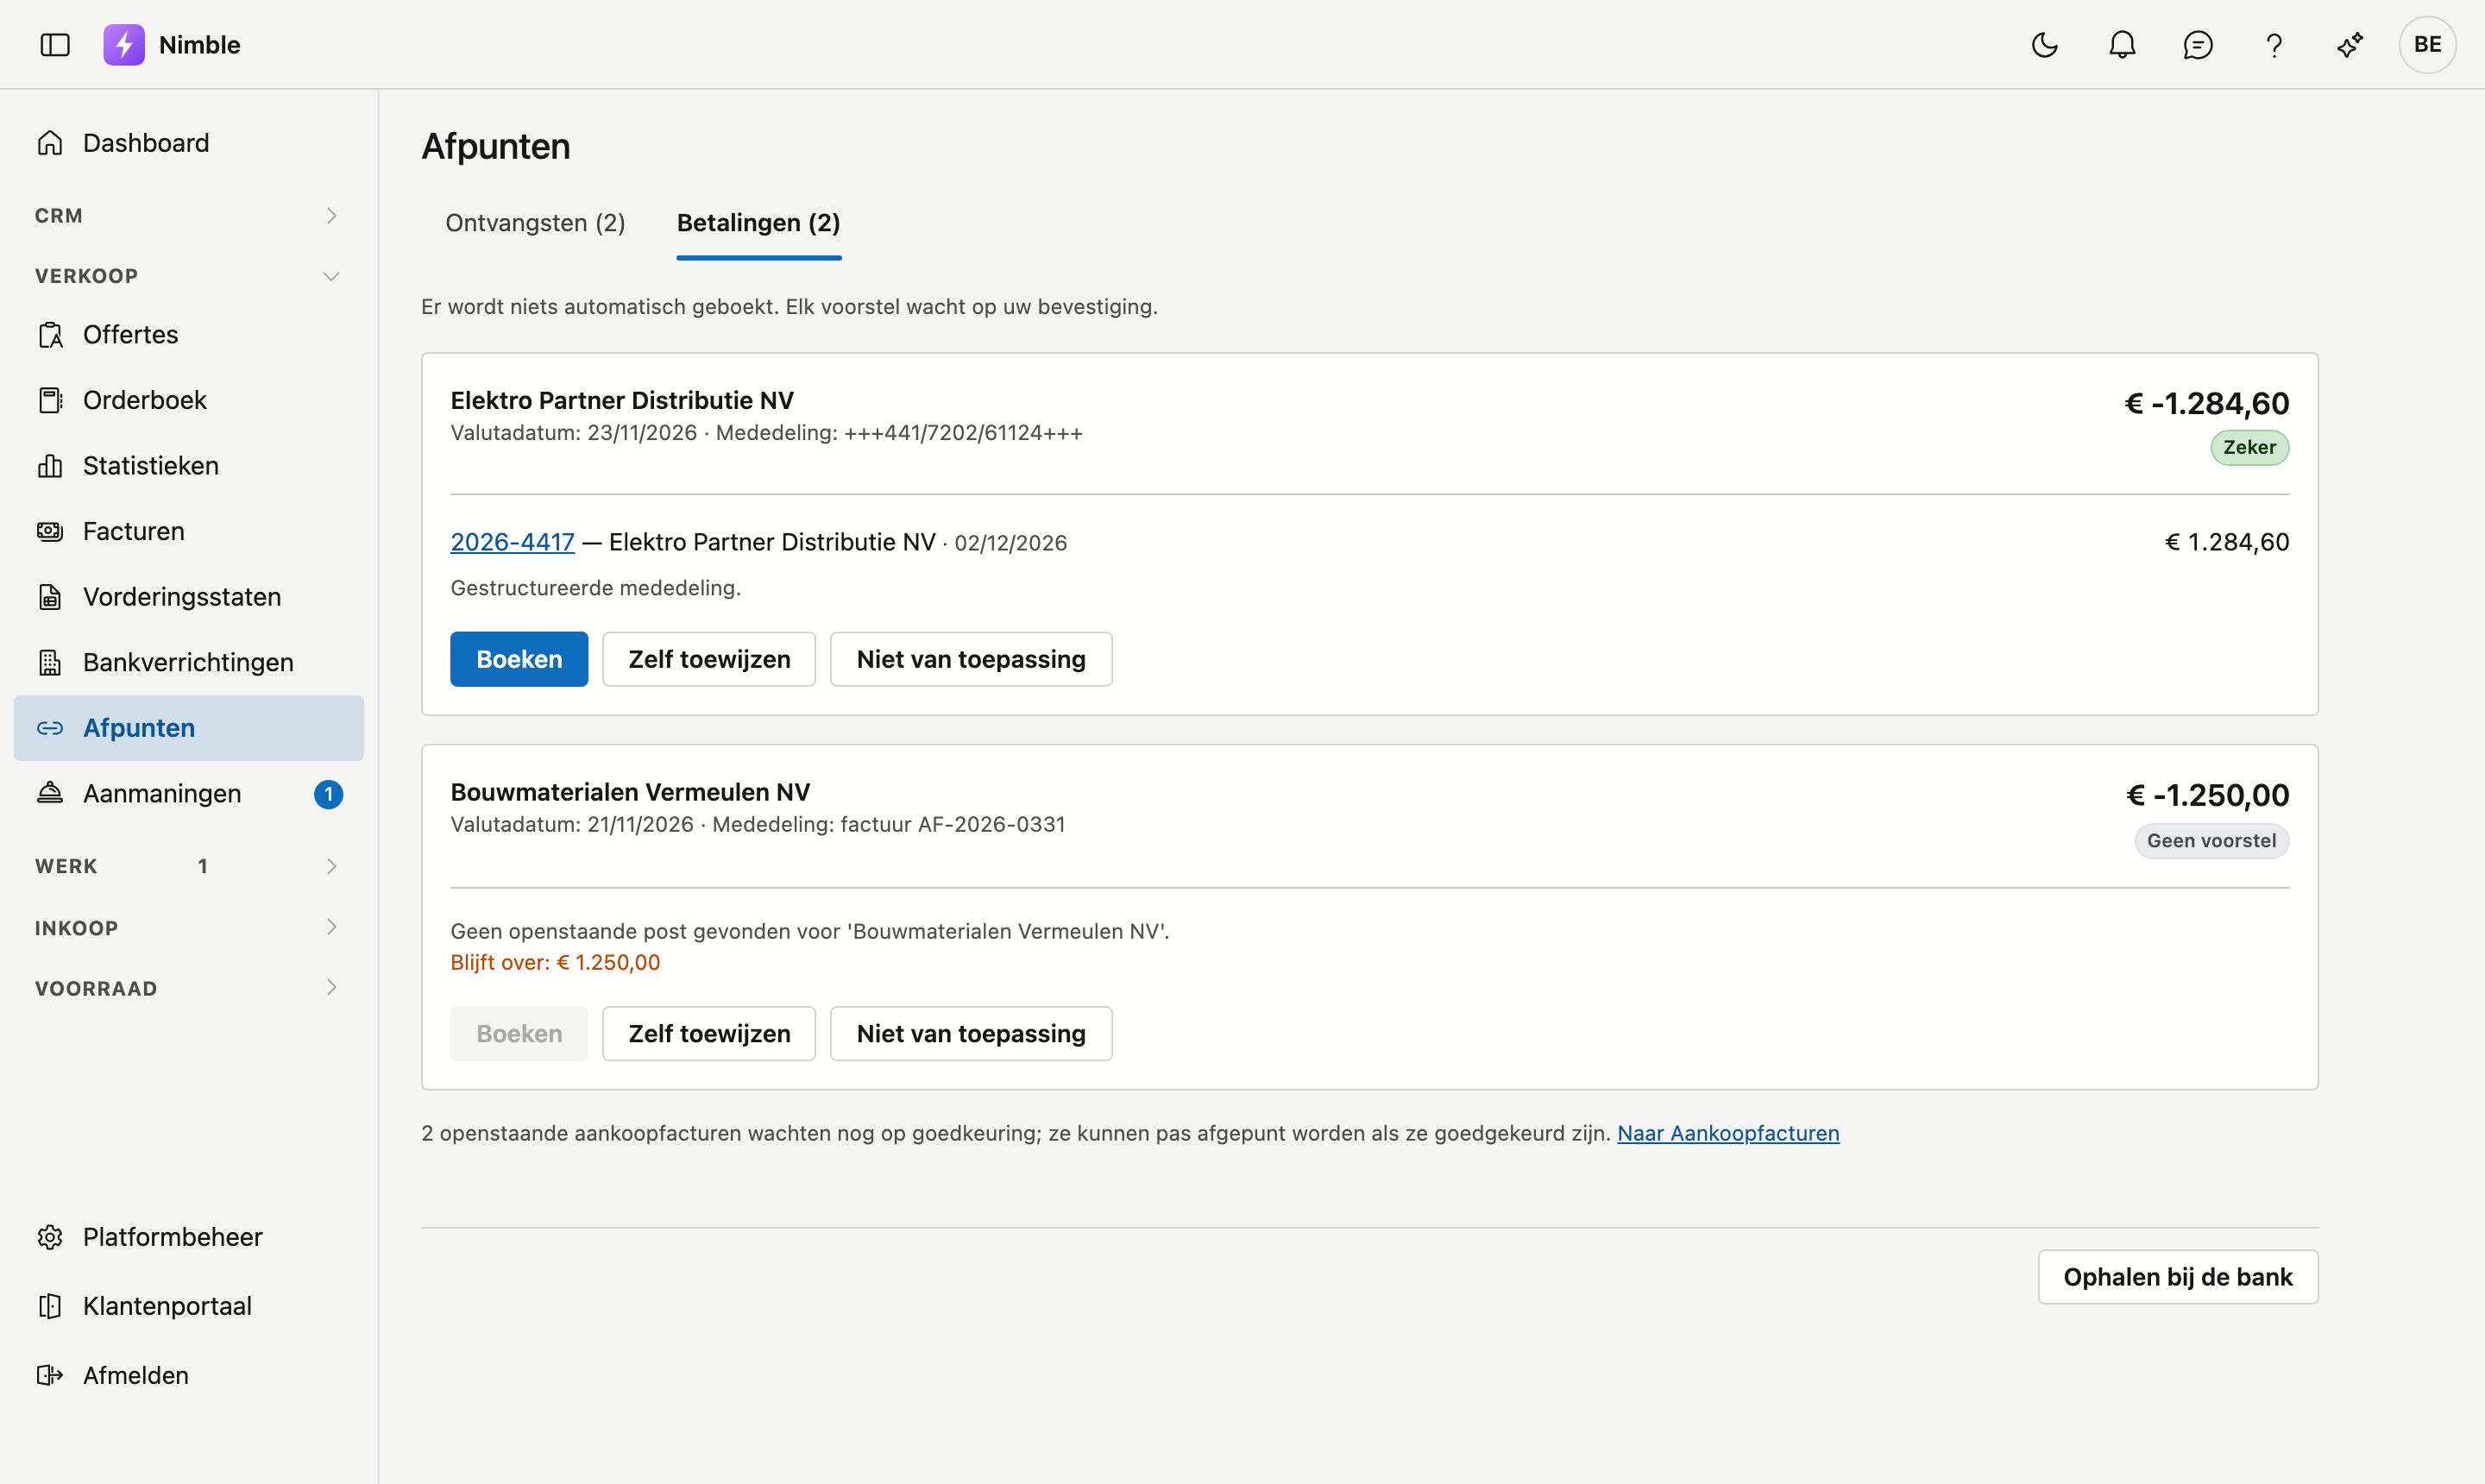 Nimble
BE
Dashboard
CRM
VERKOOP
Offertes
Orderboek
Statistieken
Facturen
Vorderingsstaten
Bankverrichtingen
Afpunten
Aanmaningen 1
WERK 1
INKOOP
VOORRAAD
Platformbeheer
Klantenportaal
Afmelden
Afpunten
Ontvangsten (2) Betalingen (2)
Er wordt niets automatisch geboekt. Elk voorstel wacht op uw bevestiging.
Elektro Partner Distributie NV € -1.284,60
Valutadatum: 23/11/2026 · Mededeling: +++441/7202/61124+++
Zeker
2026-4417 — Elektro Partner Distributie NV · 02/12/2026 € 1.284,60
Gestructureerde mededeling.
Boeken Zelf toewijzen Niet van toepassing
Bouwmaterialen Vermeulen NV € -1.250,00
Valutadatum: 21/11/2026 · Mededeling: factuur AF-2026-0331
Geen voorstel
Geen openstaande post gevonden voor 'Bouwmaterialen Vermeulen NV'.
Blijft over: € 1.250,00
Boeken Zelf toewijzen Niet van toepassing
2 openstaande aankoopfacturen wachten nog op goedkeuring; ze kunnen pas afgepunt worden als ze goedgekeurd zijn. Naar Aankoopfacturen
Ophalen bij de bank